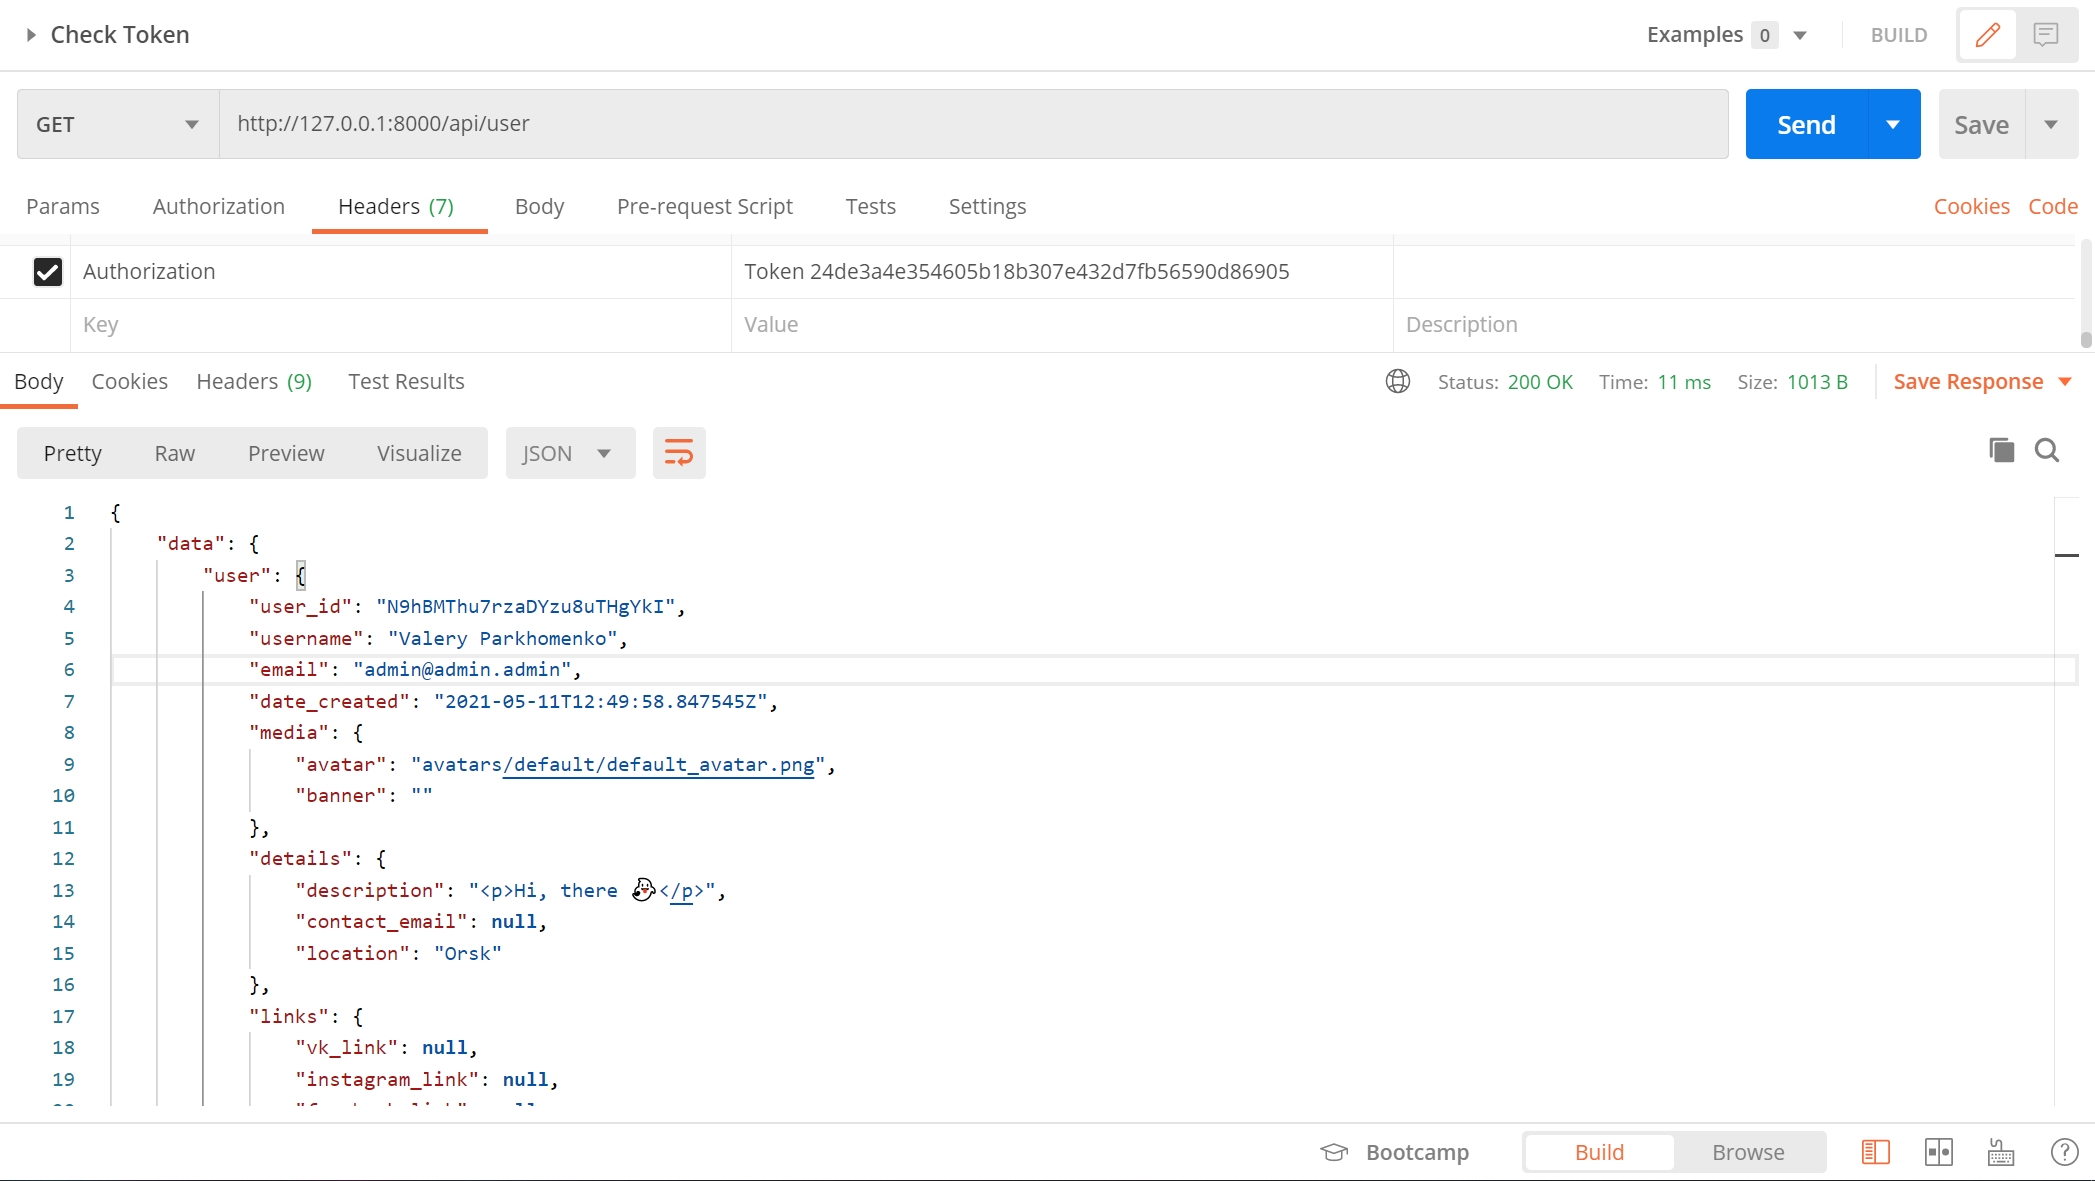 Check Token
Examples 0
BUILD
GET
http://127.0.0.1:8000/api/user
Send
Save
Params Authorization Headers (7) Body Pre-request Script Tests Settings Cookies Code
Authorization Token 24de3a4e354605b18b307e432d7fb56590d86905
Key Value Description
Body Cookies Headers (9) Test Results Status: 200 OK Time: 11 ms Size: 1013 B Save Response
Pretty Raw Preview Visualize JSON
1 {
2 "data": {
3 "user": {
4 "user_id": "N9hBMThu7rzaDYzu8uTHgYkI",
5 "username": "Valery Parkhomenko",
6 "email": "admin@admin.admin",
7 "date_created": "2021-05-11T12:49:58.847545Z",
8 "media": {
9 "avatar": "avatars/default/default_avatar.png",
10 "banner": ""
11 },
12 "details": {
13 "description": "<p>Hi, there </p>",
14 "contact_email": null,
15 "location": "Orsk"
16 },
17 "links": {
18 "vk_link": null,
19 "instagram_link": null,
Bootcamp Build Browse